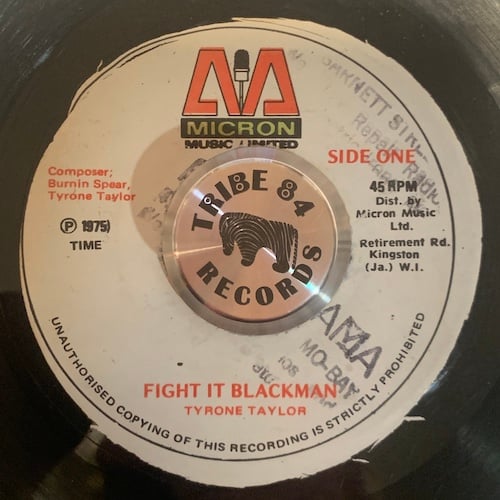 MICRON
MUSIC LIMITED
SIDE ONE
Composer;
Burnin Spear,
Tyrone Taylor
℗ 1975)
TIME
45 RPM
Dist. by
Micron Music
Ltd.
Retirement Rd.
Kingston
(Ja.) W.I.
TRIBE 84
RECORDS
MO-BAY
FIGHT IT BLACKMAN
TYRONE TAYLOR
UNAUTHORISED COPYING OF THIS RECORDING IS STRICTLY PROHIBITED